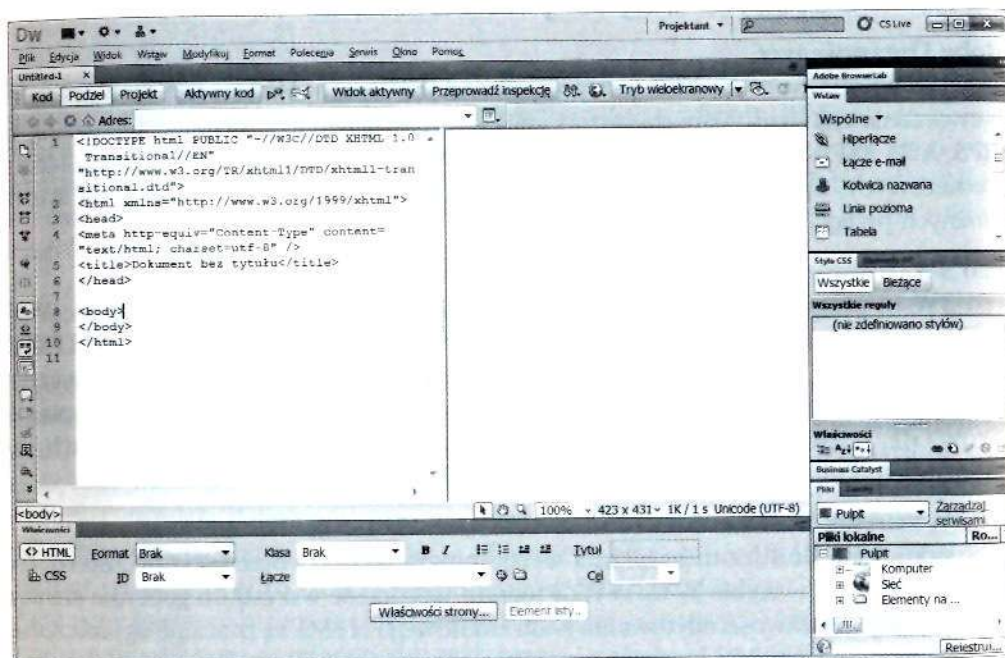 Dw Projektant CS Live
Plik Edycja Widok Wstaw Modyfikuj Format Polecenia Serwis Okno Pomoc
Untitled-1 ×
Kod Podziel Projekt Aktywny kod Widok aktywny Przeprowadź inspekcję Tryb wieloekranowy
Adres:
1 <!DOCTYPE html PUBLIC "-//W3C//DTD XHTML 1.0
Transitional//EN"
"http://www.w3.org/TR/xhtml1/DTD/xhtml1-tran
sitional.dtd">
2 <html xmlns="http://www.w3.org/1999/xhtml">
3 <head>
4 <meta http-equiv="Content-Type" content=
"text/html; charset=utf-8" />
5 <title>Dokument bez tytułu</title>
6 </head>
7
8 <body>
9 </body>
10 </html>
11
<body> 100% 423 x 431 1K / 1 s Unicode (UTF-8)
Właściwości
<> HTML Format Brak Klasa Brak B I Tytuł
CSS ID Brak Łącze Cel
Właściwości strony... Element listy...
Adobe BrowserLab
Wstaw
Wspólne
Hiperłącze
Łącze e-mail
Kotwica nazwana
Linia pozioma
Tabela
Style CSS
Wszystkie Bieżące
Wszystkie reguły
(nie zdefiniowano stylów)
Właściwości
Business Catalyst
Pliki
Pulpit Zarządzaj
serwisami
Pliki lokalne Ro...
Pulpit
Komputer
Sieć
Elementy na ...
Rejestruj...